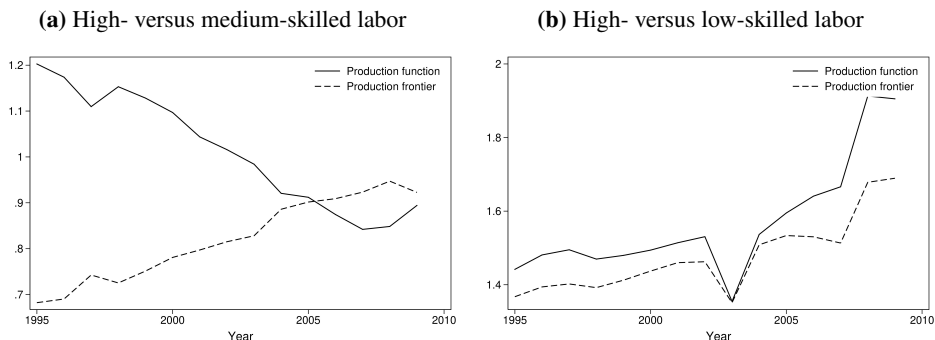 (a) High- versus medium-skilled labor
1.2
1.1
1
.9
.8
.7
1995 2000 2005 2010
Year
Production function
Production frontier
(b) High- versus low-skilled labor
2
1.8
1.6
1.4
1995 2000 2005 2010
Year
Production function
Production frontier